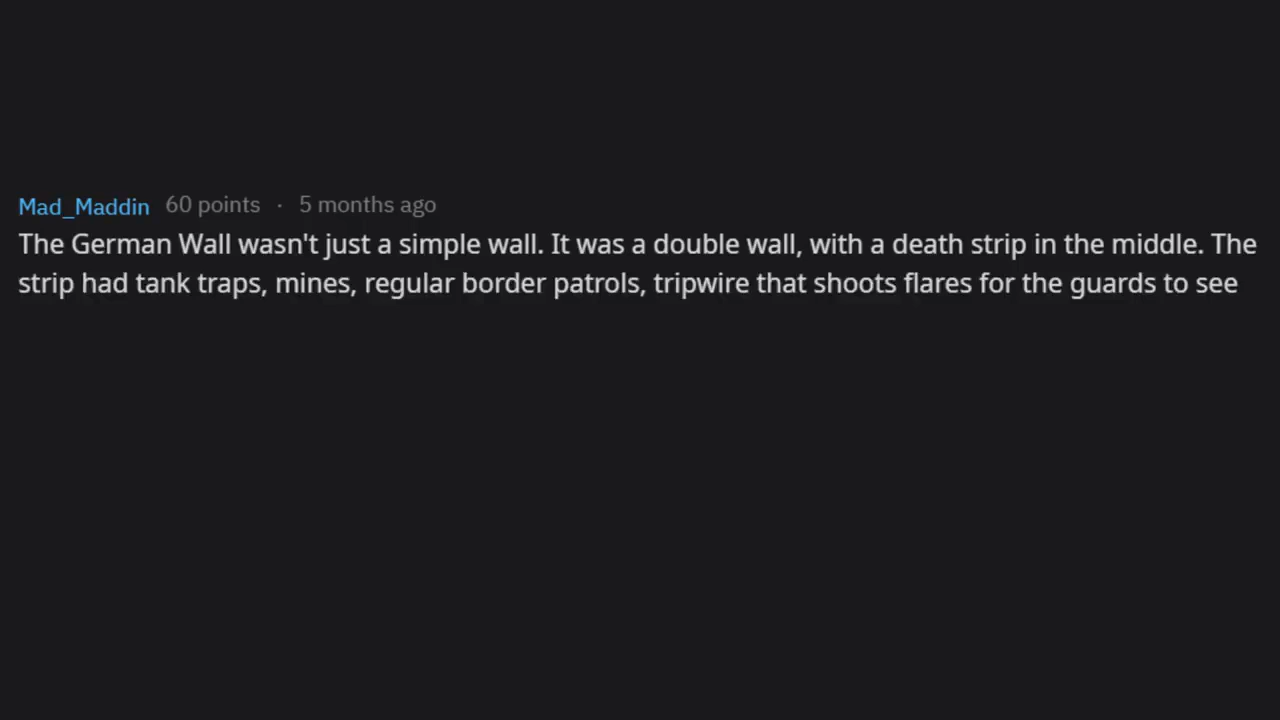 Mad_Maddin 60 points · 5 months ago
The German Wall wasn't just a simple wall. It was a double wall, with a death strip in the middle. The
strip had tank traps, mines, regular border patrols, tripwire that shoots flares for the guards to see